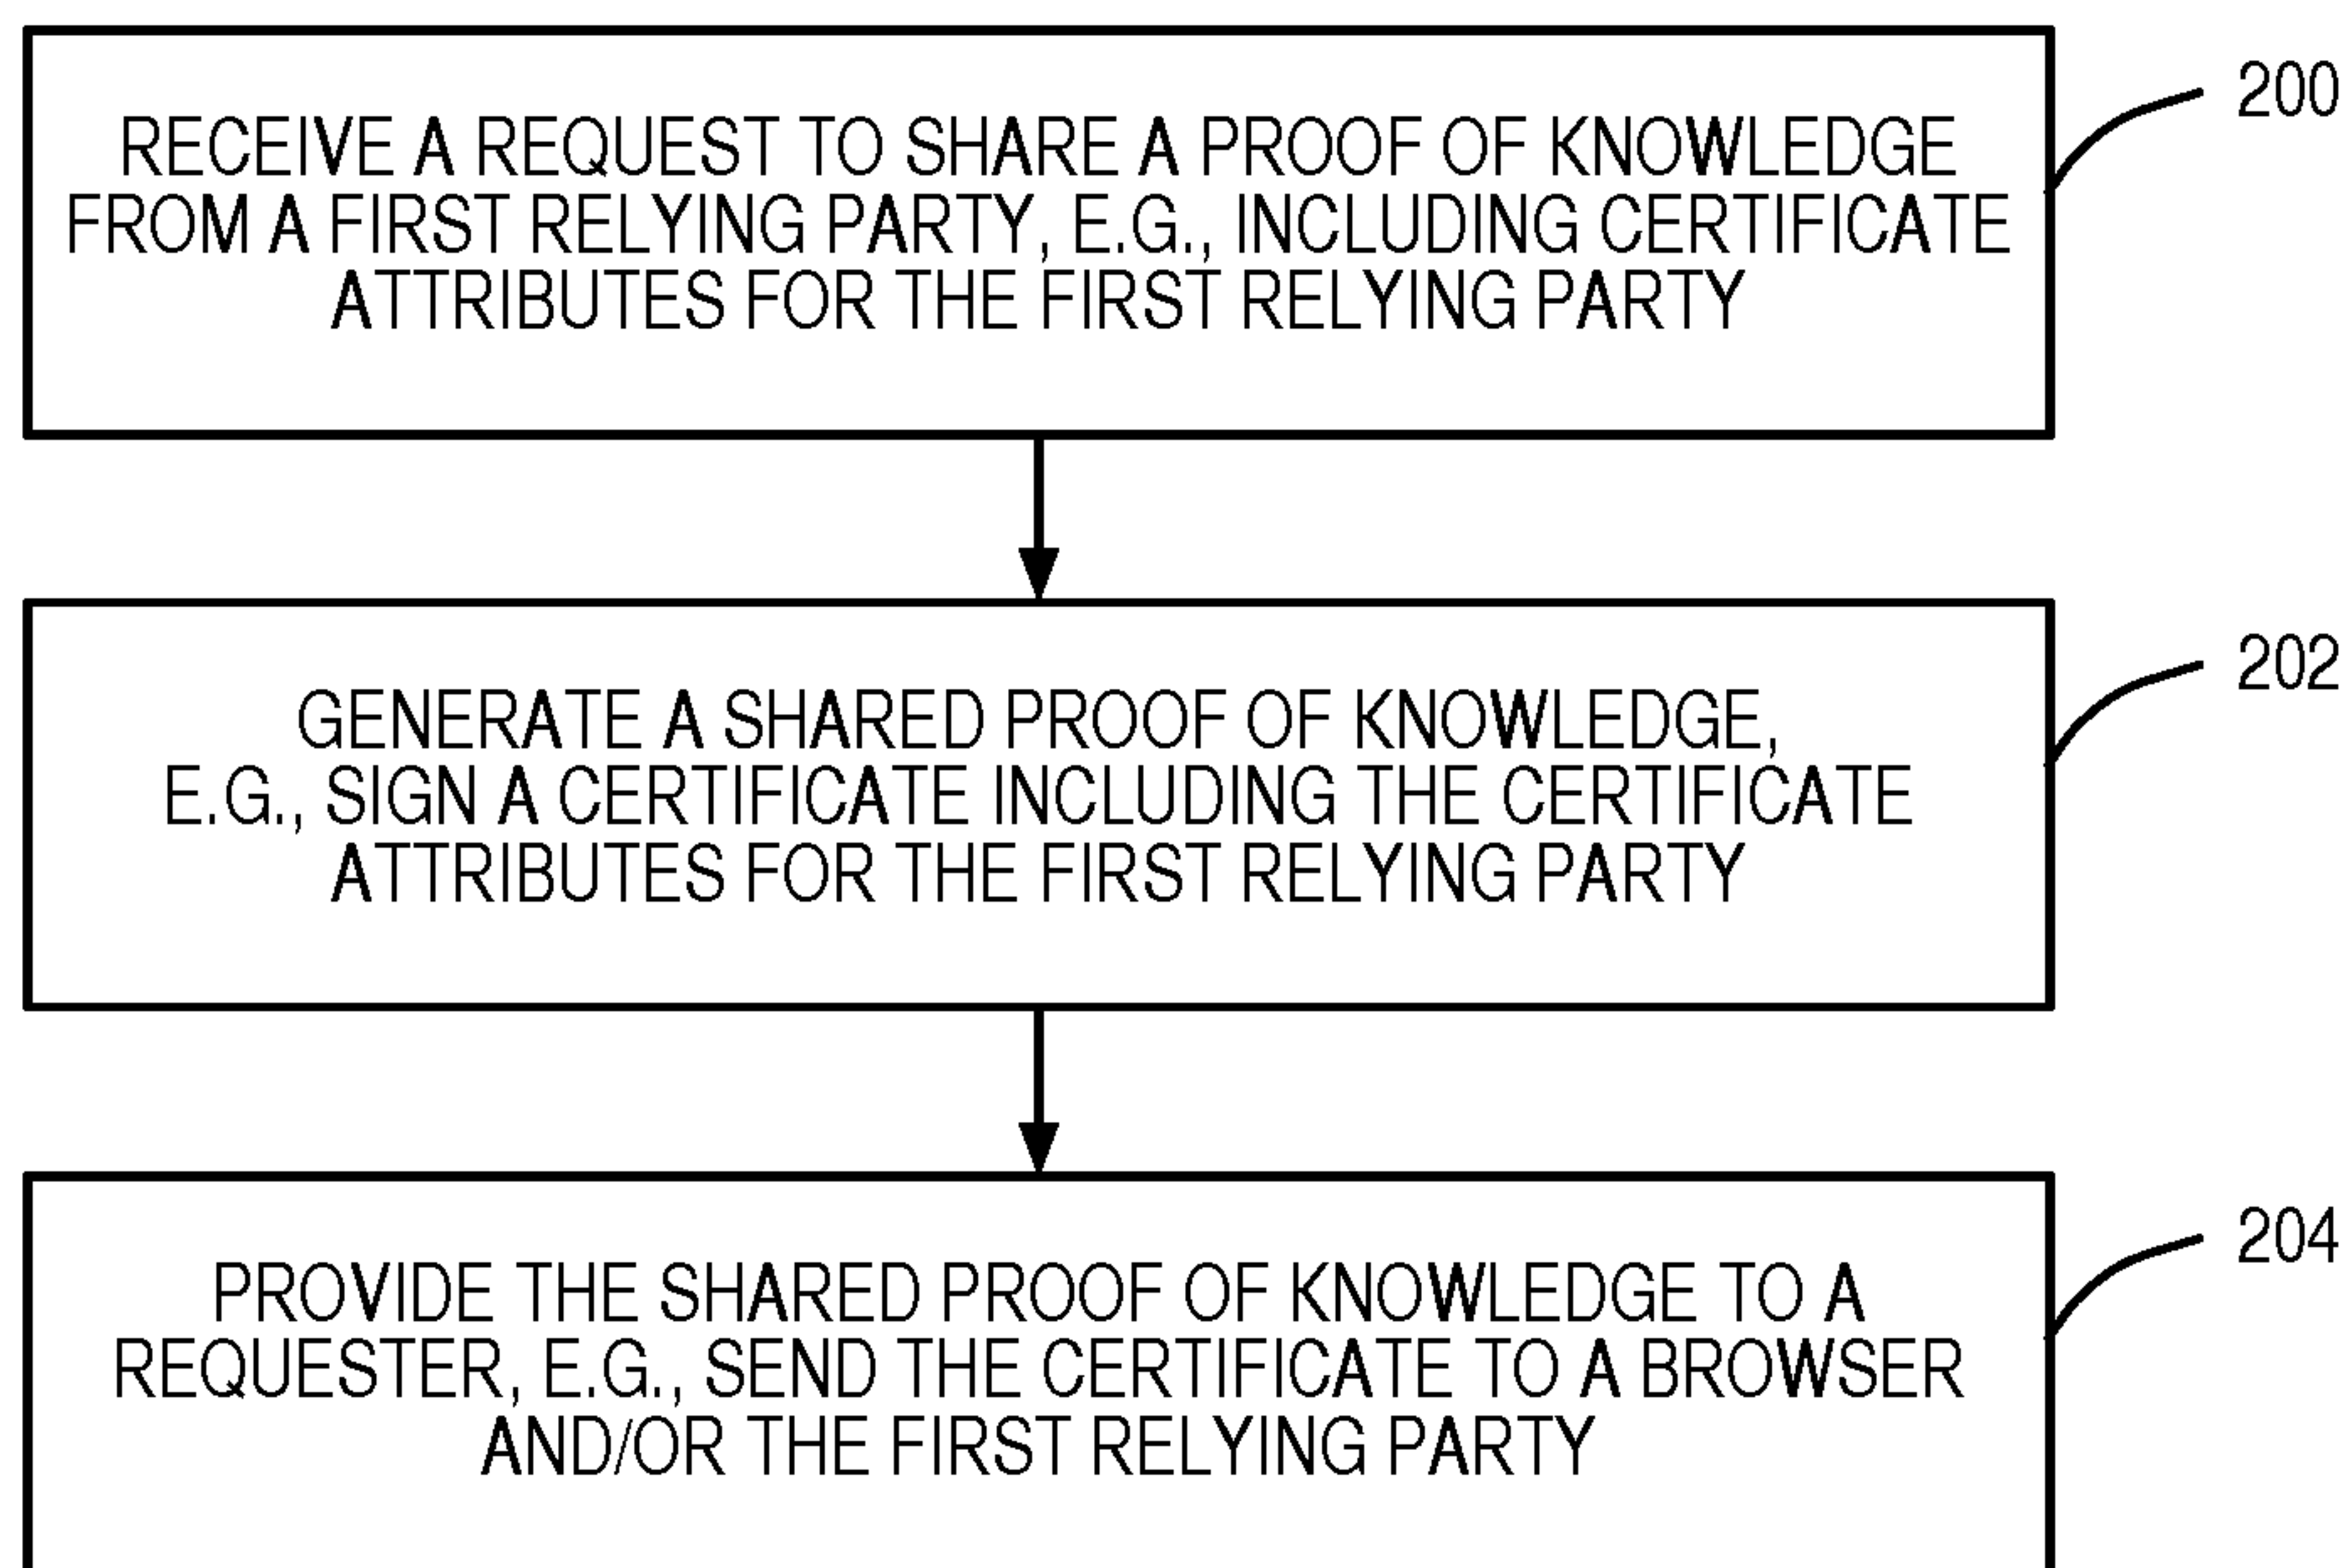 RECEIVE A REQUEST TO SHARE A PROOF OF KNOWLEDGE
FROM A FIRST RELYING PARTY, E.G., INCLUDING CERTIFICATE
ATTRIBUTES FOR THE FIRST RELYING PARTY
200
GENERATE A SHARED PROOF OF KNOWLEDGE,
E.G., SIGN A CERTIFICATE INCLUDING THE CERTIFICATE
ATTRIBUTES FOR THE FIRST RELYING PARTY
202
PROVIDE THE SHARED PROOF OF KNOWLEDGE TO A
REQUESTER, E.G., SEND THE CERTIFICATE TO A BROWSER
AND/OR THE FIRST RELYING PARTY
204